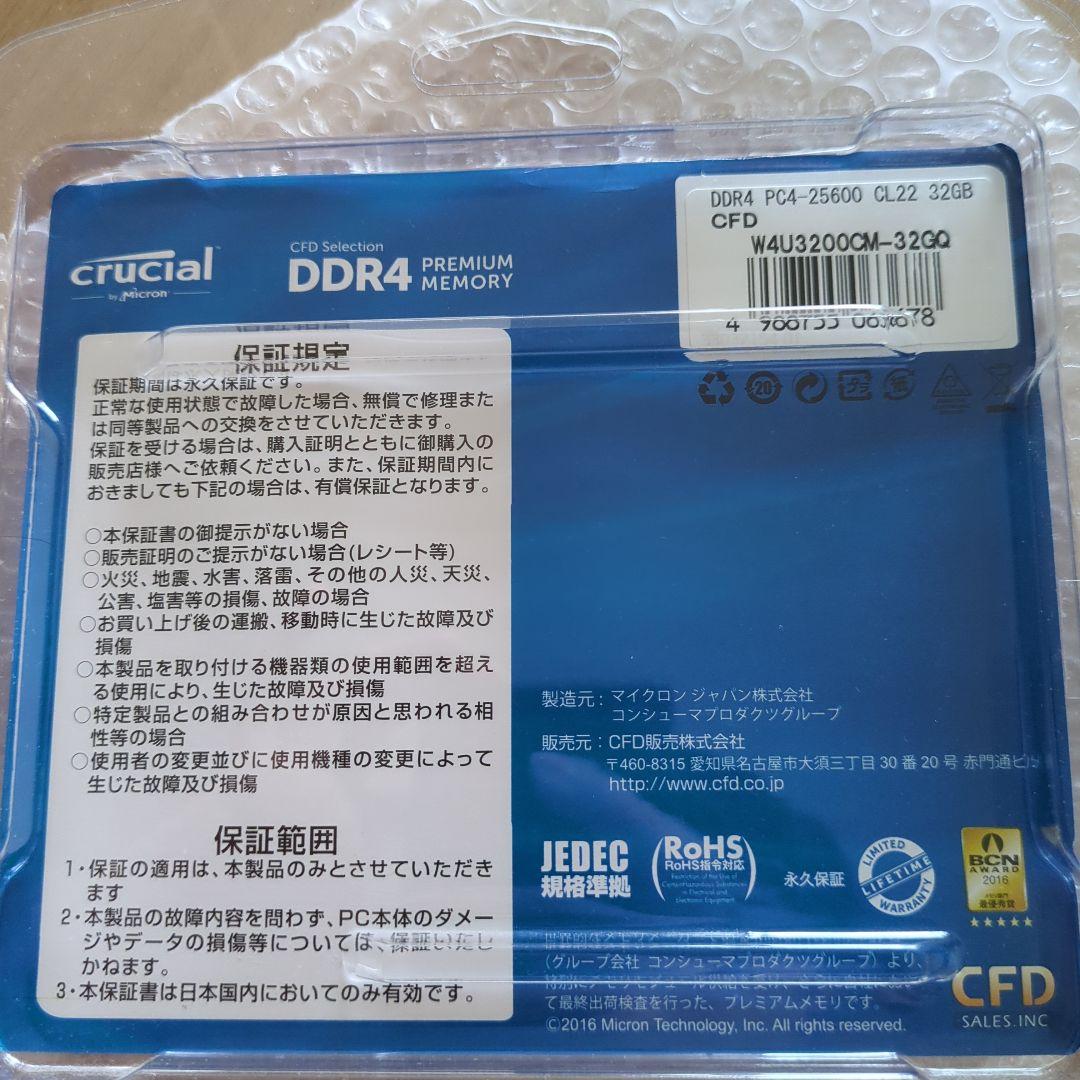 DDR4 PC4-25600 CL22 32GB
CFD
W4U3200CM-32GQ
crucial
by Micron
CFD Selection
DDR4 PREMIUM MEMORY
保証規定
保証期間は永久保証です。
正常な使用状態で故障した場合、無償で修理また
は同等製品への交換をさせていただきます。
保証を受ける場合は、購入証明とともに御購入の
販売店様へご依頼ください。また、保証期間内に
おきましても下記の場合は、有償保証となります。
○本保証書の御提示がない場合
○販売証明のご提示がない場合(レシート等)
○火災、地震、水害、落雷、その他の人災、天災、
公害、塩害等の損傷、故障の場合
○お買い上げ後の運搬、移動時に生じた故障及び
損傷
○本製品を取り付ける機器類の使用範囲を超え
る使用により、生じた故障及び損傷
○特定製品との組み合わせが原因と思われる相
性等の場合
○使用者の変更並びに使用機種の変更によって
生じた故障及び損傷
保証範囲
1・保証の適用は、本製品のみとさせていただき
ます
2・本製品の故障内容を問わず、PC本体のダメー
ジやデータの損傷等については、保証いたし
かねます。
3・本保証書は日本国内においてのみ有効です。
20
製造元：マイクロン ジャパン株式会社
コンシューマプロダクツグループ
販売元：CFD販売株式会社
〒460-8315 愛知県名古屋市大須三丁目30番20号 赤門通ビル
http://www.cfd.co.jp
JEDEC
規格準拠
RoHS
RoHS指令対応
永久保証
LIMITED
LIFETIME
WARRANTY
BCN
AWARD
2016
最優秀賞
(グループ会社 コンシューマプロダクツグループ)より、
て最終出荷検査を行った、プレミアムメモリです。
©2016 Micron Technology, Inc. All rights reserved.
CFD
SALES.INC